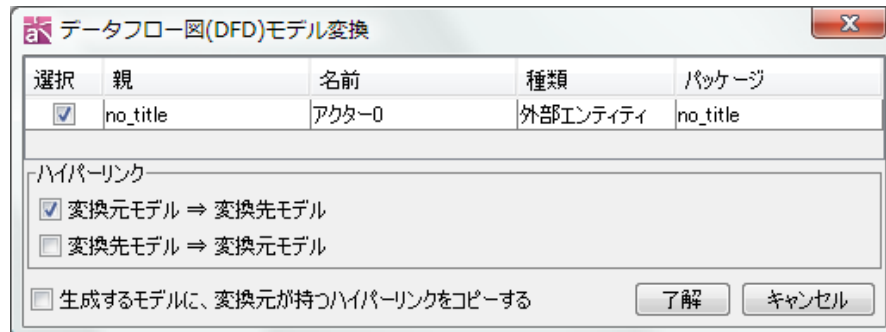 データフロー図(DFD)モデル変換
選択 親 名前 種類 パッケージ
no_title アクター0 外部エンティティ no_title
ハイパーリンク
変換元モデル ⇒ 変換先モデル
変換先モデル ⇒ 変換元モデル
生成するモデルに、変換元が持つハイパーリンクをコピーする 了解 キャンセル